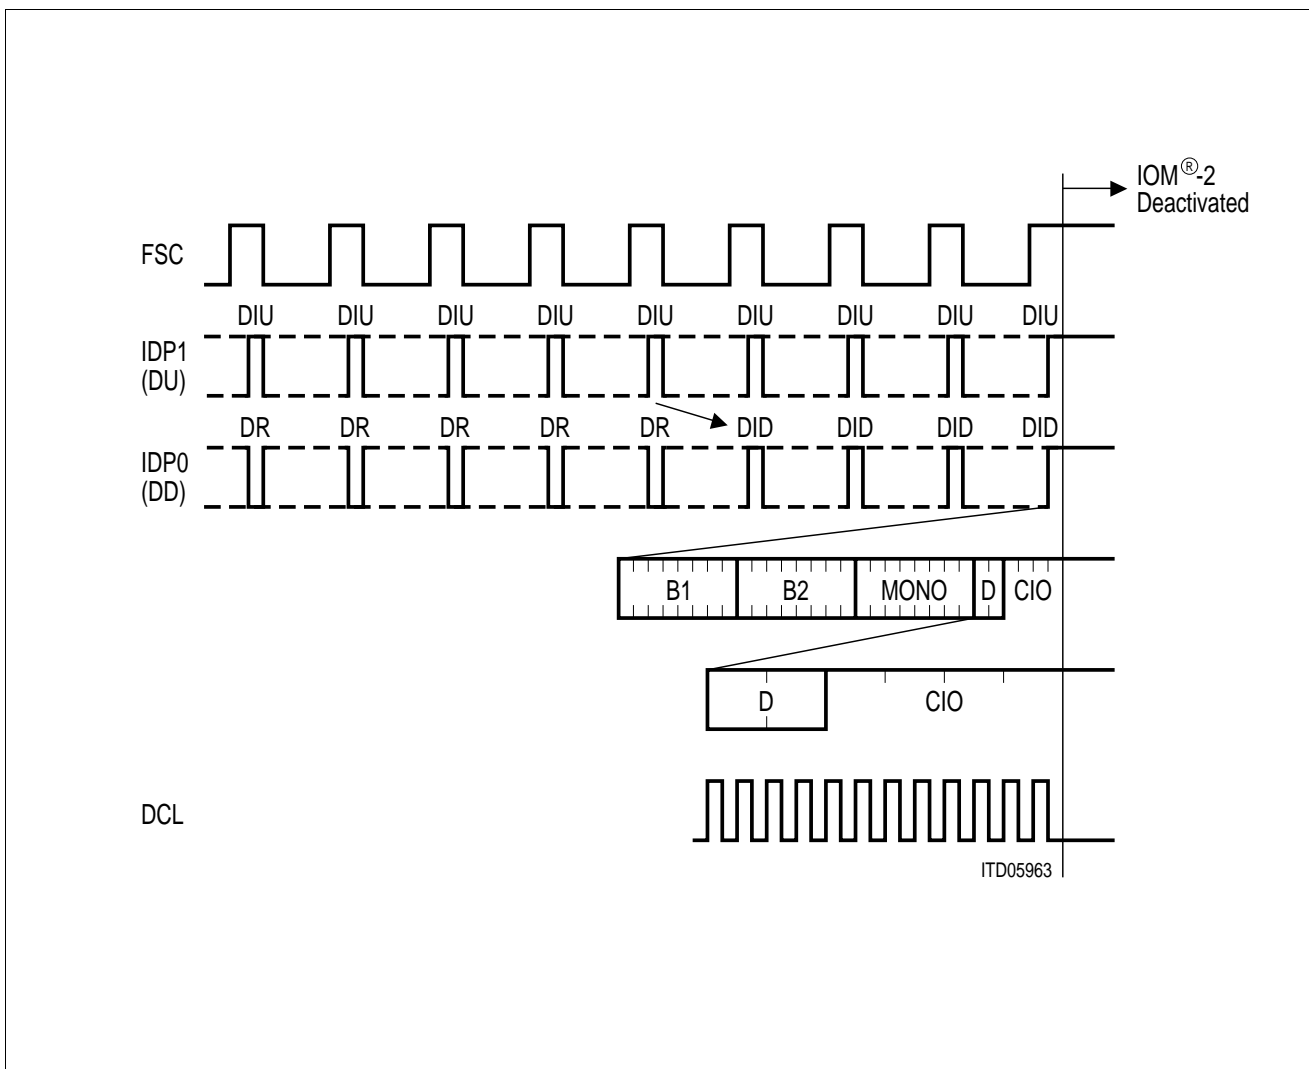 IOM®-2
Deactivated
FSC
DIU DIU DIU DIU DIU DIU DIU DIU DIU
IDP1
(DU)
DR DR DR DR DR DID DID DID DID
IDP0
(DD)
B1 B2 MONO D CIO
D CIO
DCL
ITD05963